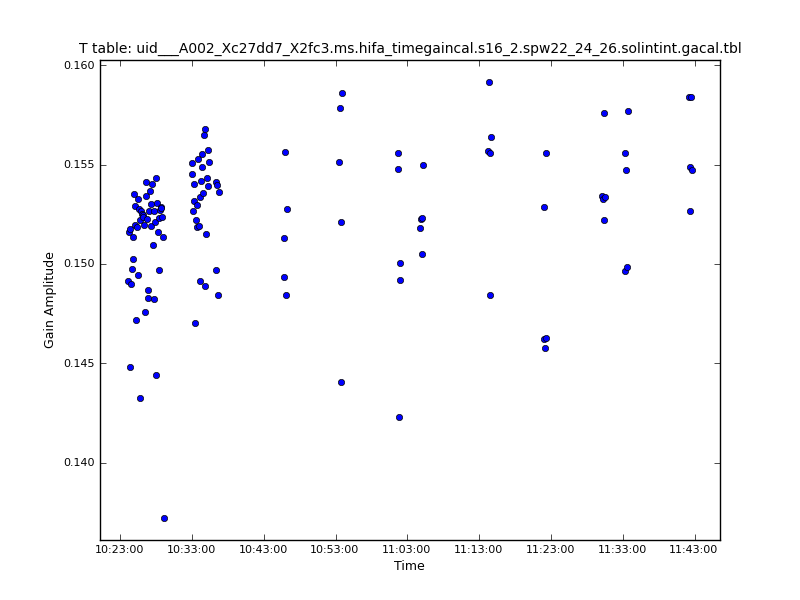 T table: uid___A002_Xc27dd7_X2fc3.ms.hifa_timegaincal.s16_2.spw22_24_26.solintint.gacal.tbl
0.160
0.155
0.150
0.145
0.140
Gain Amplitude
10:23:00 10:33:00 10:43:00 10:53:00 11:03:00 11:13:00 11:23:00 11:33:00 11:43:00
Time